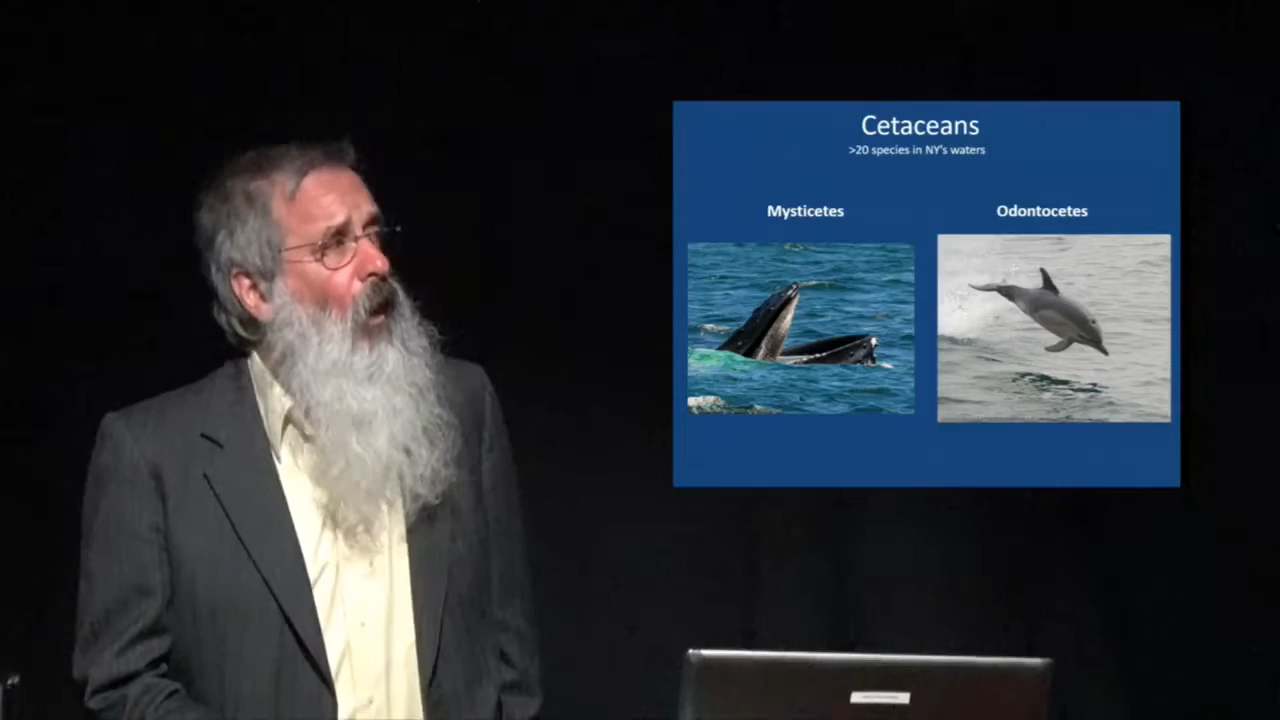 Cetaceans
>20 species in NY's waters
Mysticetes
Odontocetes